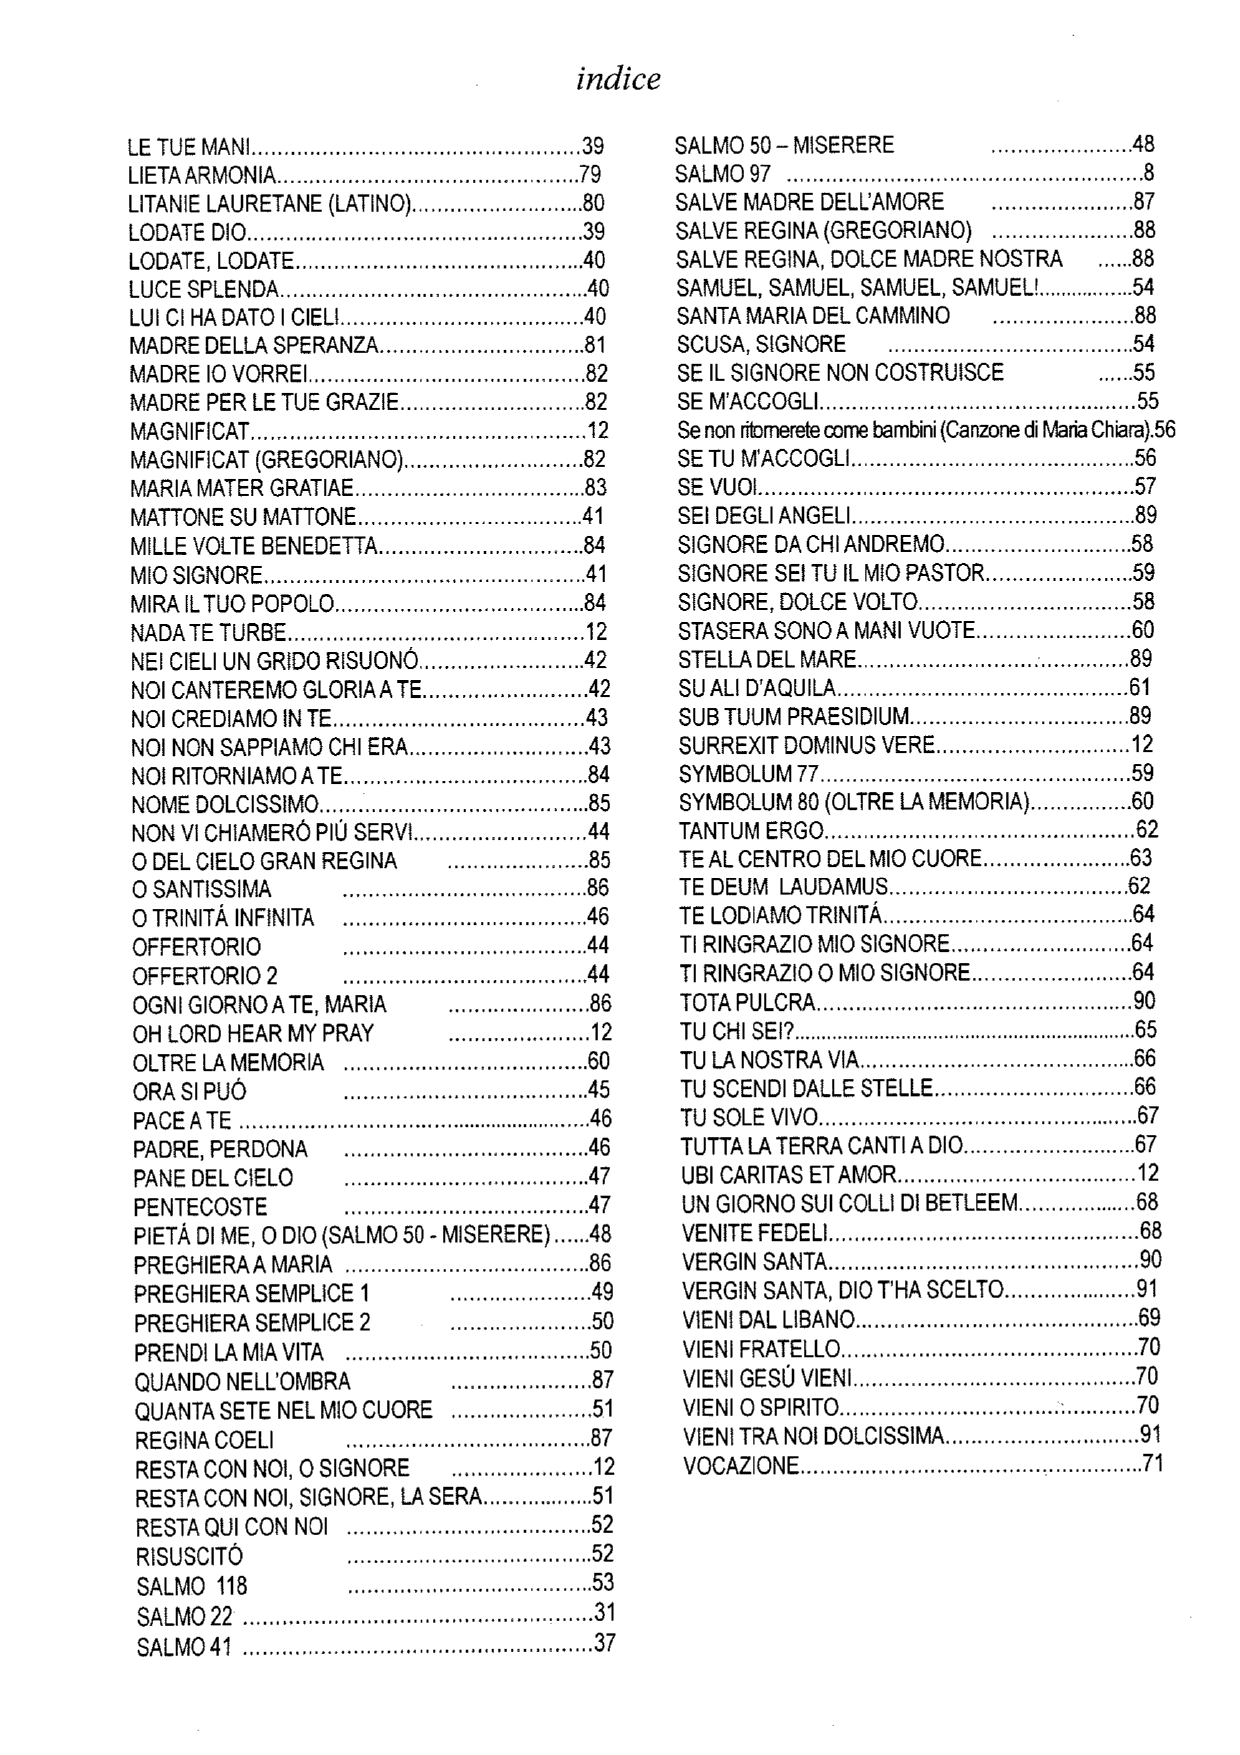 indice
LE TUE MANI..................................................39
LIETA ARMONIA..............................................79
LITANIE LAURETANE (LATINO)..........................80
LODATE DIO...................................................39
LODATE, LODATE............................................40
LUCE SPLENDA...............................................40
LUI CI HA DATO I CIELI.....................................40
MADRE DELLA SPERANZA...............................81
MADRE IO VORREI..........................................82
MADRE PER LE TUE GRAZIE............................82
MAGNIFICAT...................................................12
MAGNIFICAT (GREGORIANO)...........................82
MARIA MATER GRATIAE...................................83
MATTONE SU MATTONE..................................41
MILLE VOLTE BENEDETTA...............................84
MIO SIGNORE.................................................41
MIRA IL TUO POPOLO......................................84
NADA TE TURBE.............................................12
NEI CIELI UN GRIDO RISUONÓ.........................42
NOI CANTEREMO GLORIA A TE.........................42
NOI CREDIAMO IN TE......................................43
NOI NON SAPPIAMO CHI ERA...........................43
NOI RITORNIAMO A TE.....................................84
NOME DOLCISSIMO.........................................85
NON VI CHIAMERÓ PIÚ SERVI..........................44
O DEL CIELO GRAN REGINA ......................85
O SANTISSIMA ......................................86
O TRINITÁ INFINITA ......................................46
OFFERTORIO ......................................44
OFFERTORIO 2 ......................................44
OGNI GIORNO A TE, MARIA ......................86
OH LORD HEAR MY PRAY ......................12
OLTRE LA MEMORIA ......................................60
ORA SI PUÓ ......................................45
PACE A TE ......................................................46
PADRE, PERDONA ......................................46
PANE DEL CIELO ......................................47
PENTECOSTE ......................................47
PIETÁ DI ME, O DIO (SALMO 50 - MISERERE) ......48
PREGHIERA A MARIA ......................................86
PREGHIERA SEMPLICE 1 ......................49
PREGHIERA SEMPLICE 2 ......................50
PRENDI LA MIA VITA ......................................50
QUANDO NELL'OMBRA ......................87
QUANTA SETE NEL MIO CUORE ......................51
REGINA COELI ......................................87
RESTA CON NOI, O SIGNORE ......................12
RESTA CON NOI, SIGNORE, LA SERA.................51
RESTA QUI CON NOI ......................................52
RISUSCITÓ ......................................52
SALMO 118 ......................................53
SALMO 22 ......................................................31
SALMO 41 ......................................................37
SALMO 50 – MISERERE ......................48
SALMO 97 ......................................................8
SALVE MADRE DELL'AMORE ......................87
SALVE REGINA (GREGORIANO) ......................88
SALVE REGINA, DOLCE MADRE NOSTRA ......88
SAMUEL, SAMUEL, SAMUEL, SAMUEL!................54
SANTA MARIA DEL CAMMINO ......................88
SCUSA, SIGNORE ......................................54
SE IL SIGNORE NON COSTRUISCE ......55
SE M'ACCOGLI.................................................55
Se non ritornerete come bambini (Canzone di Maria Chiara).56
SE TU M'ACCOGLI............................................56
SE VUOI..........................................................57
SEI DEGLI ANGELI............................................89
SIGNORE DA CHI ANDREMO............................58
SIGNORE SEI TU IL MIO PASTOR.......................59
SIGNORE, DOLCE VOLTO.................................58
STASERA SONO A MANI VUOTE........................60
STELLA DEL MARE..........................................89
SU ALI D'AQUILA.............................................61
SUB TUUM PRAESIDIUM..................................89
SURREXIT DOMINUS VERE..............................12
SYMBOLUM 77................................................59
SYMBOLUM 80 (OLTRE LA MEMORIA)...............60
TANTUM ERGO................................................62
TE AL CENTRO DEL MIO CUORE.......................63
TE DEUM LAUDAMUS.....................................62
TE LODIAMO TRINITÁ.......................................64
TI RINGRAZIO MIO SIGNORE............................64
TI RINGRAZIO O MIO SIGNORE.........................64
TOTA PULCRA.................................................90
TU CHI SEI?.....................................................65
TU LA NOSTRA VIA..........................................66
TU SCENDI DALLE STELLE...............................66
TU SOLE VIVO.................................................67
TUTTA LA TERRA CANTI A DIO..........................67
UBI CARITAS ET AMOR....................................12
UN GIORNO SUI COLLI DI BETLEEM..................68
VENITE FEDELI................................................68
VERGIN SANTA................................................90
VERGIN SANTA, DIO T'HA SCELTO....................91
VIENI DAL LIBANO...........................................69
VIENI FRATELLO..............................................70
VIENI GESÚ VIENI............................................70
VIENI O SPIRITO..............................................70
VIENI TRA NOI DOLCISSIMA..............................91
VOCAZIONE.....................................................71